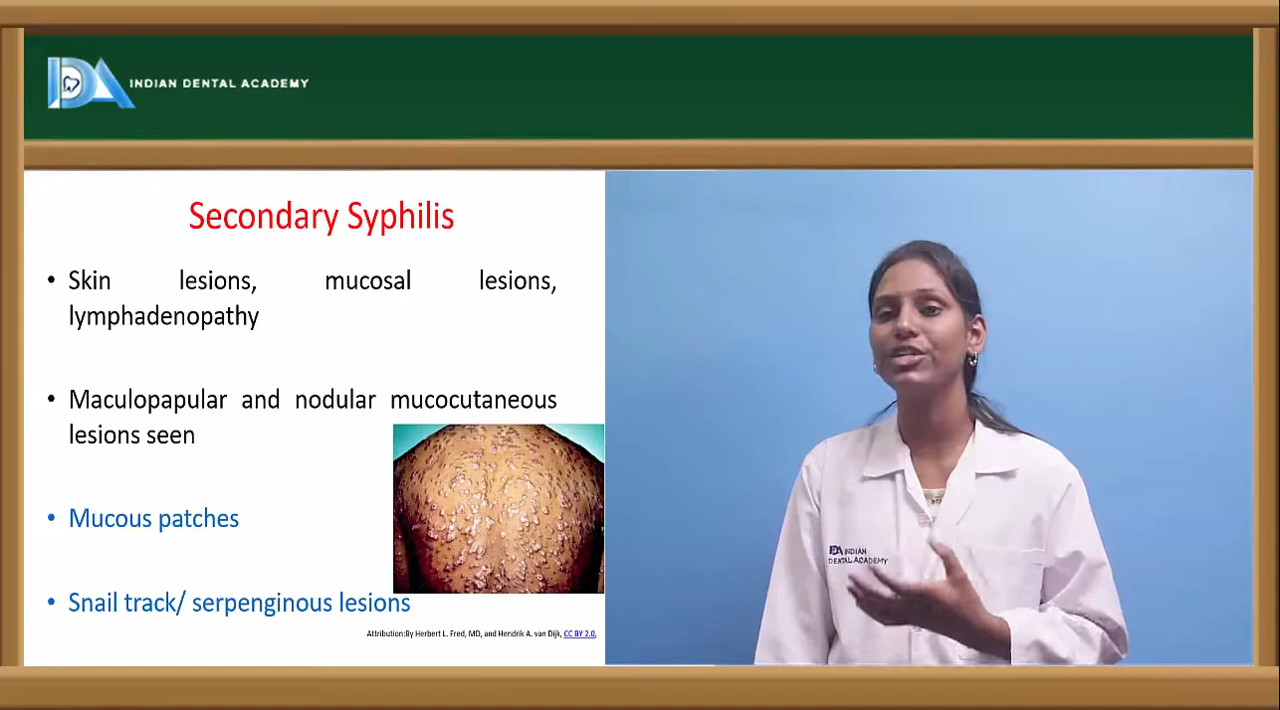 IDA INDIAN DENTAL ACADEMY
Secondary Syphilis
• Skin lesions, mucosal lesions,
lymphadenopathy
• Maculopapular and nodular mucocutaneous
lesions seen
• Mucous patches
• Snail track/ serpenginous lesions
Attribution:By Herbert L. Fred, MD, and Hendrik A. van Dijk, CC BY 2.0,
IDA INDIAN
DENTAL ACADEMY